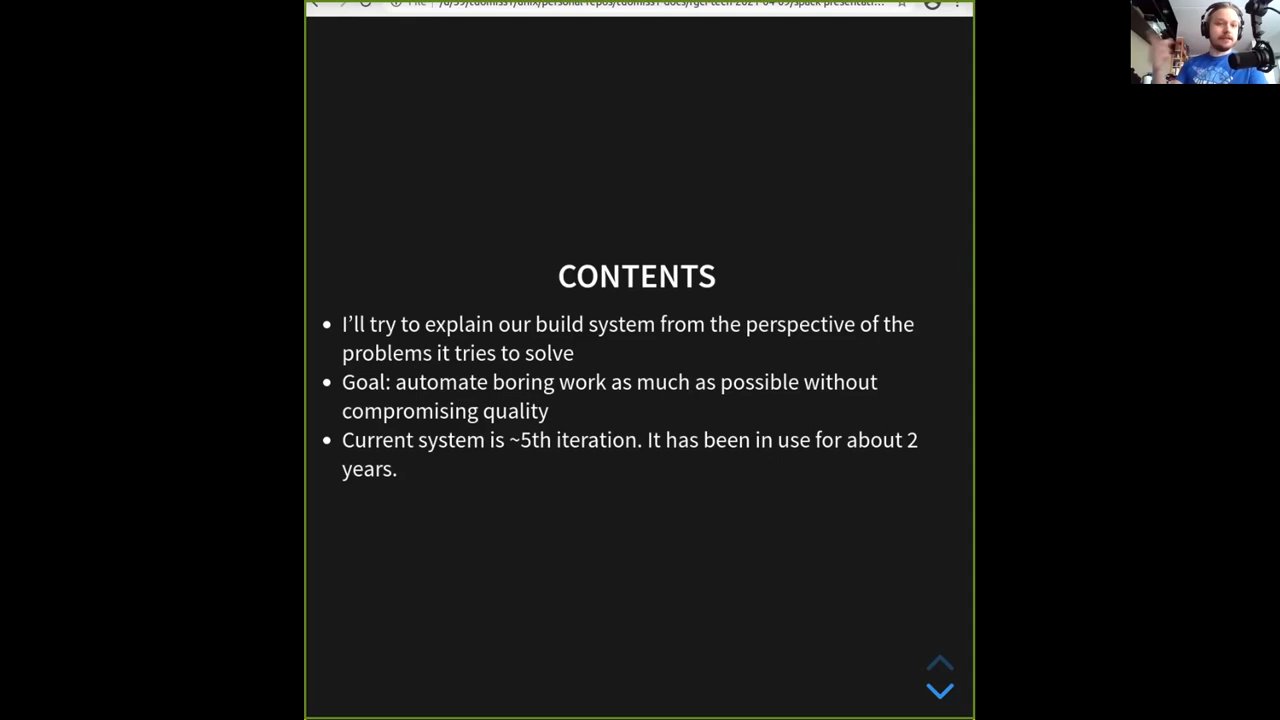 CONTENTS
• I'll try to explain our build system from the perspective of the
problems it tries to solve
• Goal: automate boring work as much as possible without
compromising quality
• Current system is ~5th iteration. It has been in use for about 2
years.